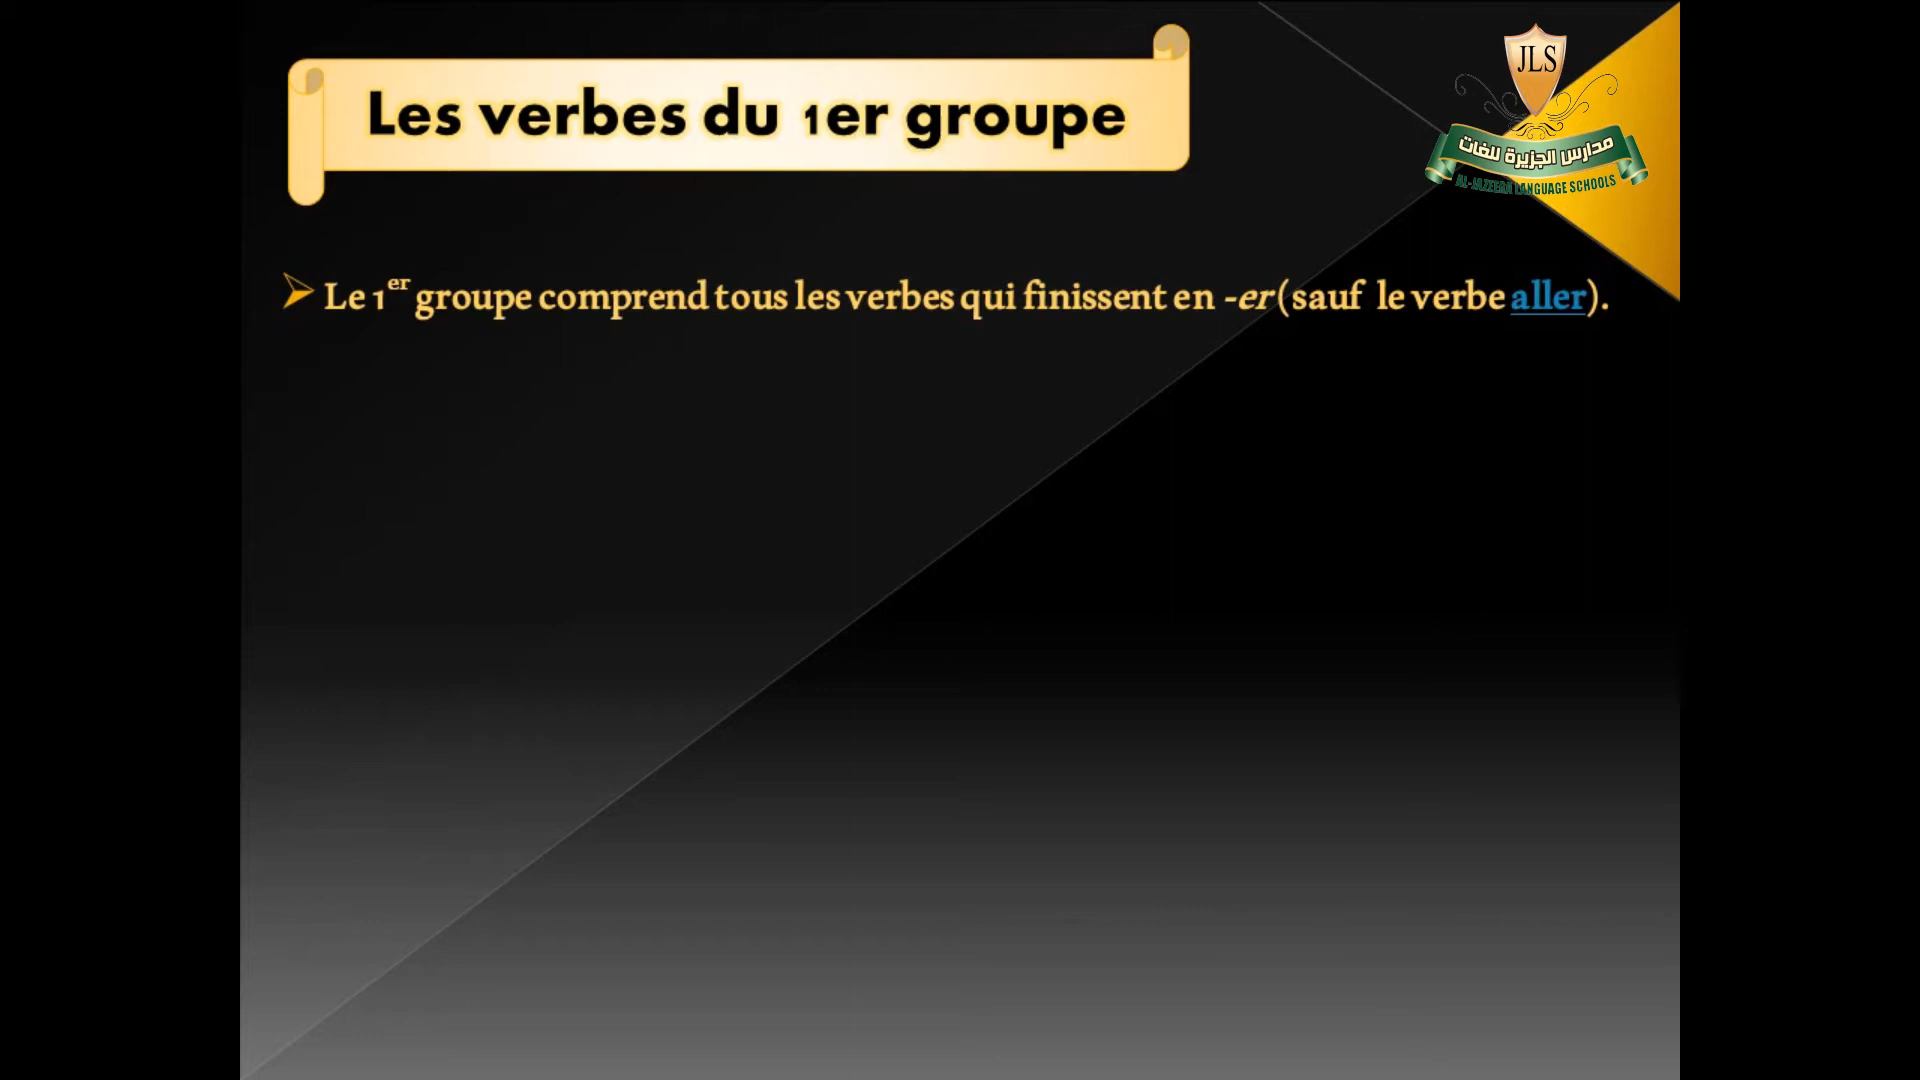 Les verbes du 1er groupe
JLS
مدارس الجزيرة للغات
AL-JAZEERA LANGUAGE SCHOOLS
Le 1er groupe comprend tous les verbes qui finissent en -er (sauf le verbe aller).